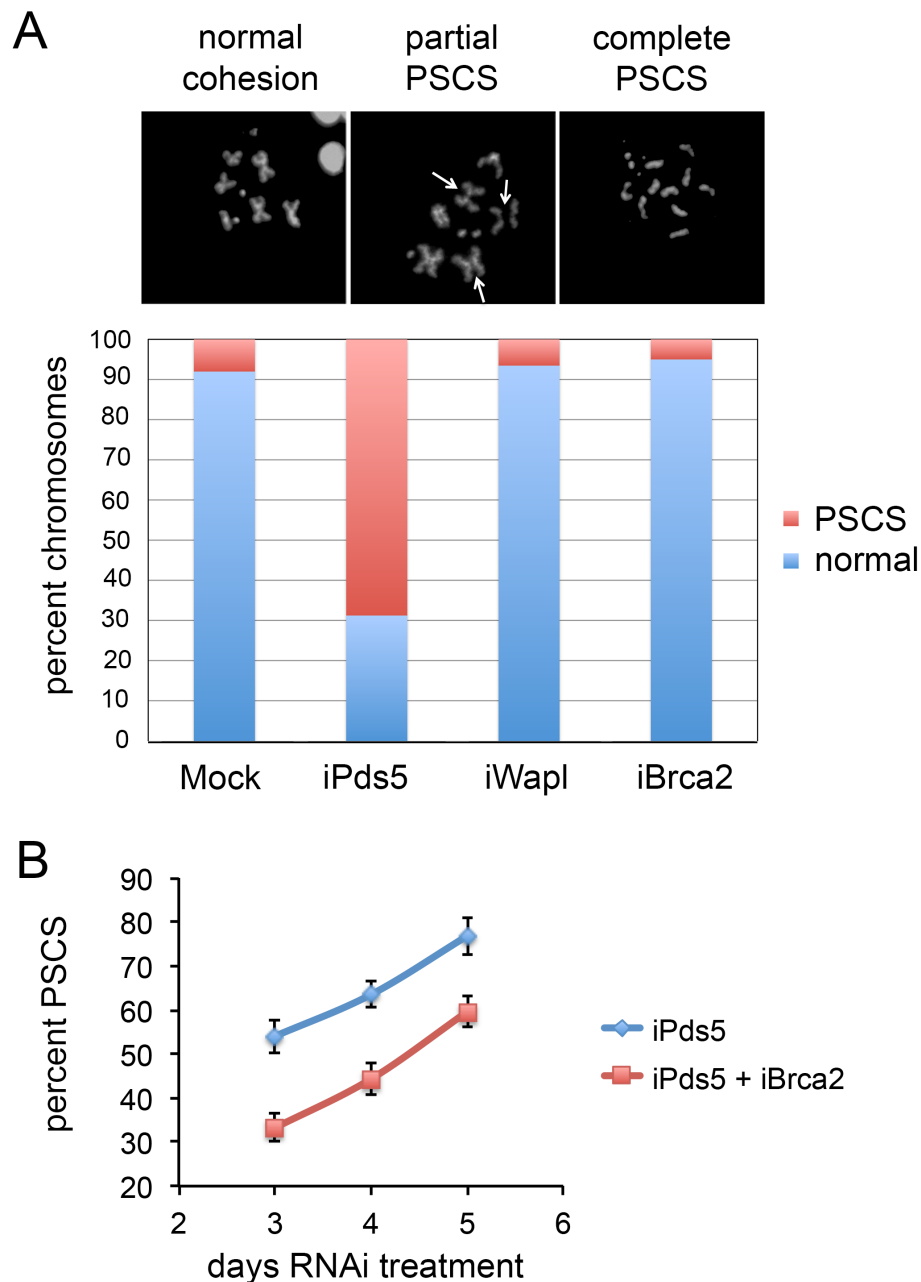 A
normal
cohesion
partial
PSCS
complete
PSCS
percent chromosomes
100
90
80
70
60
50
40
30
20
10
0
Mock
iPds5
iWapl
iBrca2
PSCS
normal
B
percent PSCS
90
80
70
60
50
40
30
20
2
3
4
5
6
days RNAi treatment
iPds5
iPds5 + iBrca2